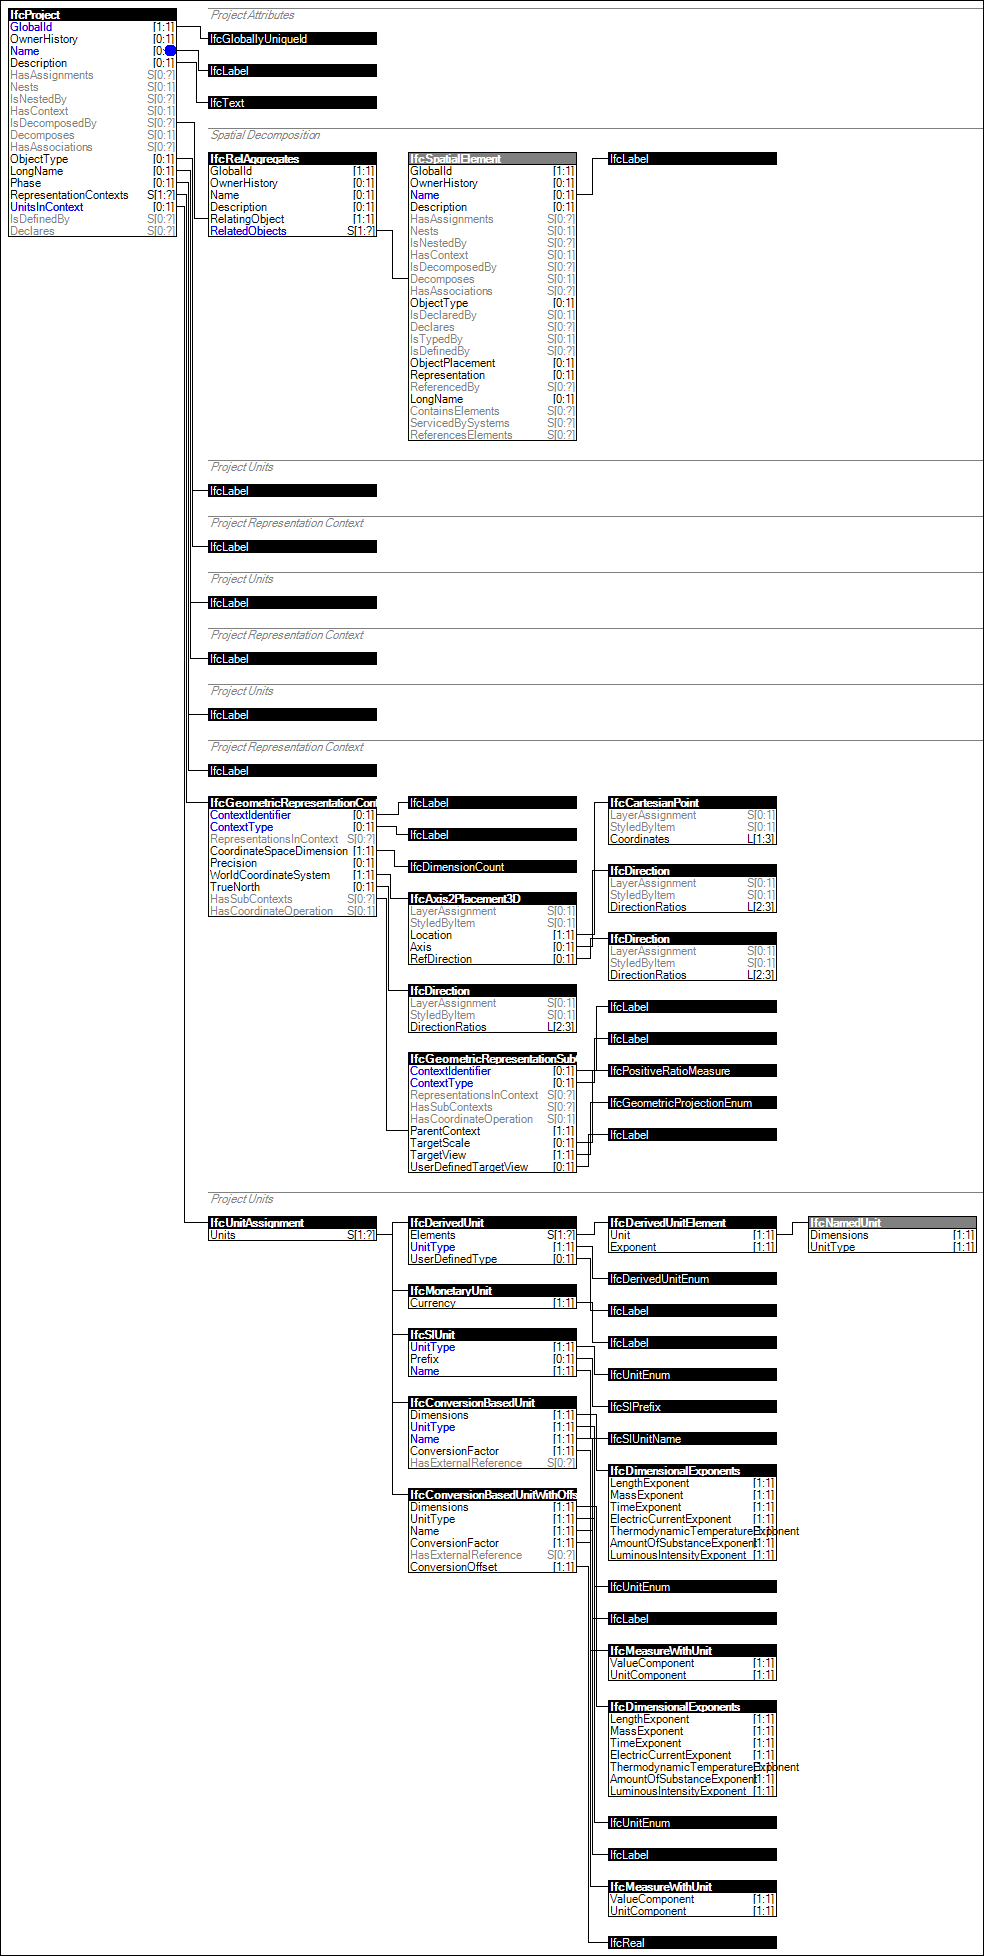 IfcProject
GlobalId [1:1]
OwnerHistory [0:1]
Name [0:
Description [0:1]
HasAssignments S[0:?]
Nests S[0:1]
IsNestedBy S[0:?]
HasContext S[0:1]
IsDecomposedBy S[0:?]
Decomposes S[0:1]
HasAssociations S[0:?]
ObjectType [0:1]
LongName [0:1]
Phase [0:1]
RepresentationContexts S[1:?]
UnitsInContext [0:1]
IsDefinedBy S[0:?]
Declares S[0:?]
Project Attributes
IfcGloballyUniqueId
IfcLabel
IfcText
Spatial Decomposition
IfcRelAggregates
GlobalId [1:1]
OwnerHistory [0:1]
Name [0:1]
Description [0:1]
RelatingObject [1:1]
RelatedObjects S[1:?]
IfcSpatialElement
GlobalId [1:1]
OwnerHistory [0:1]
Name [0:1]
Description [0:1]
HasAssignments S[0:?]
Nests S[0:1]
IsNestedBy S[0:?]
HasContext S[0:1]
IsDecomposedBy S[0:?]
Decomposes S[0:1]
HasAssociations S[0:?]
ObjectType [0:1]
IsDeclaredBy S[0:1]
Declares S[0:?]
IsTypedBy S[0:1]
IsDefinedBy S[0:?]
ObjectPlacement [0:1]
Representation [0:1]
ReferencedBy S[0:?]
LongName [0:1]
ContainsElements S[0:?]
ServicedBySystems S[0:?]
ReferencesElements S[0:?]
IfcLabel
Project Units
IfcLabel
Project Representation Context
IfcLabel
Project Units
IfcLabel
Project Representation Context
IfcLabel
Project Units
IfcLabel
Project Representation Context
IfcLabel
IfcGeometricRepresentationCont
ContextIdentifier [0:1]
ContextType [0:1]
RepresentationsInContext S[0:?]
CoordinateSpaceDimension [1:1]
Precision [0:1]
WorldCoordinateSystem [1:1]
TrueNorth [0:1]
HasSubContexts S[0:?]
HasCoordinateOperation S[0:1]
IfcLabel
IfcLabel
IfcDimensionCount
IfcAxis2Placement3D
LayerAssignment S[0:1]
StyledByItem S[0:1]
Location [1:1]
Axis [0:1]
RefDirection [0:1]
IfcDirection
LayerAssignment S[0:1]
StyledByItem S[0:1]
DirectionRatios L[2:3]
IfcGeometricRepresentationSub
ContextIdentifier [0:1]
ContextType [0:1]
RepresentationsInContext S[0:?]
HasSubContexts S[0:?]
HasCoordinateOperation S[0:1]
ParentContext [1:1]
TargetScale [0:1]
TargetView [1:1]
UserDefinedTargetView [0:1]
IfcCartesianPoint
LayerAssignment S[0:1]
StyledByItem S[0:1]
Coordinates L[1:3]
IfcDirection
LayerAssignment S[0:1]
StyledByItem S[0:1]
DirectionRatios L[2:3]
IfcDirection
LayerAssignment S[0:1]
StyledByItem S[0:1]
DirectionRatios L[2:3]
IfcLabel
IfcLabel
IfcPositiveRatioMeasure
IfcGeometricProjectionEnum
IfcLabel
Project Units
IfcUnitAssignment
Units S[1:?]
IfcDerivedUnit
Elements S[1:?]
UnitType [1:1]
UserDefinedType [0:1]
IfcMonetaryUnit
Currency [1:1]
IfcSIUnit
UnitType [1:1]
Prefix [0:1]
Name [1:1]
IfcConversionBasedUnit
Dimensions [1:1]
UnitType [1:1]
Name [1:1]
ConversionFactor [1:1]
HasExternalReference S[0:?]
IfcConversionBasedUnitWithOffs
Dimensions [1:1]
UnitType [1:1]
Name [1:1]
ConversionFactor [1:1]
HasExternalReference S[0:?]
ConversionOffset [1:1]
IfcDerivedUnitElement
Unit [1:1]
Exponent [1:1]
IfcNamedUnit
Dimensions [1:1]
UnitType [1:1]
IfcDerivedUnitEnum
IfcLabel
IfcLabel
IfcUnitEnum
IfcSIPrefix
IfcSIUnitName
IfcDimensionalExponents
LengthExponent [1:1]
MassExponent [1:1]
TimeExponent [1:1]
ElectricCurrentExponent [1:1]
ThermodynamicTemperatureExponent
AmountOfSubstanceExponent [1:1]
LuminousIntensityExponent [1:1]
IfcUnitEnum
IfcLabel
IfcMeasureWithUnit
ValueComponent [1:1]
UnitComponent [1:1]
IfcDimensionalExponents
LengthExponent [1:1]
MassExponent [1:1]
TimeExponent [1:1]
ElectricCurrentExponent [1:1]
ThermodynamicTemperatureExponent
AmountOfSubstanceExponent [1:1]
LuminousIntensityExponent [1:1]
IfcUnitEnum
IfcLabel
IfcMeasureWithUnit
ValueComponent [1:1]
UnitComponent [1:1]
IfcReal